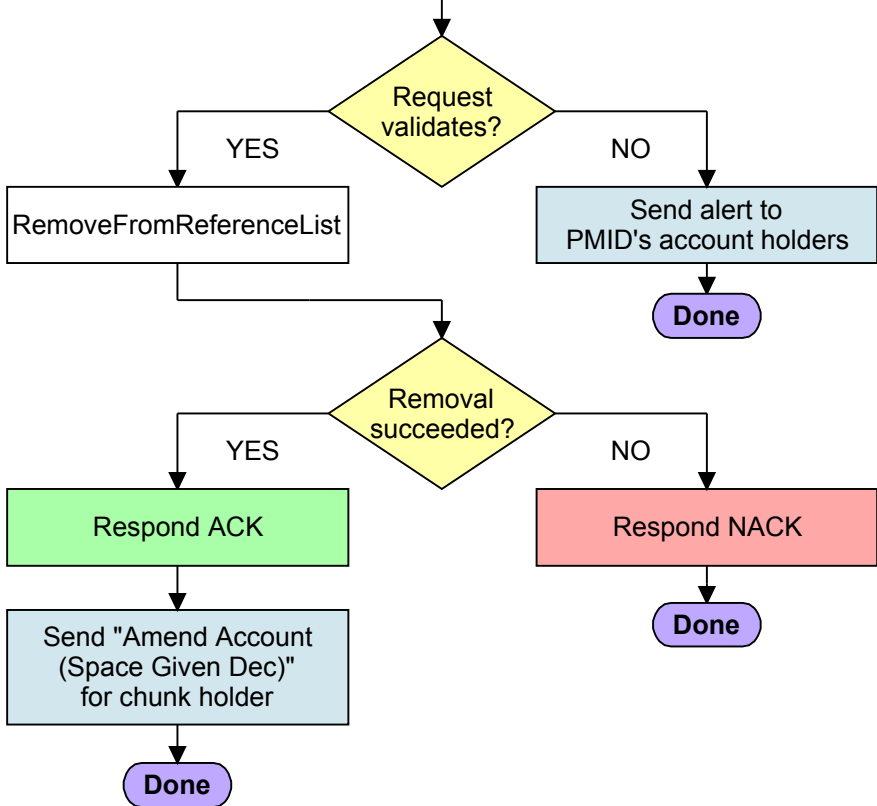 Request
validates?
YES
NO
RemoveFromReferenceList
Send alert to
PMID's account holders
Done
Removal
succeeded?
YES
NO
Respond ACK
Respond NACK
Send "Amend Account
(Space Given Dec)"
for chunk holder
Done
Done